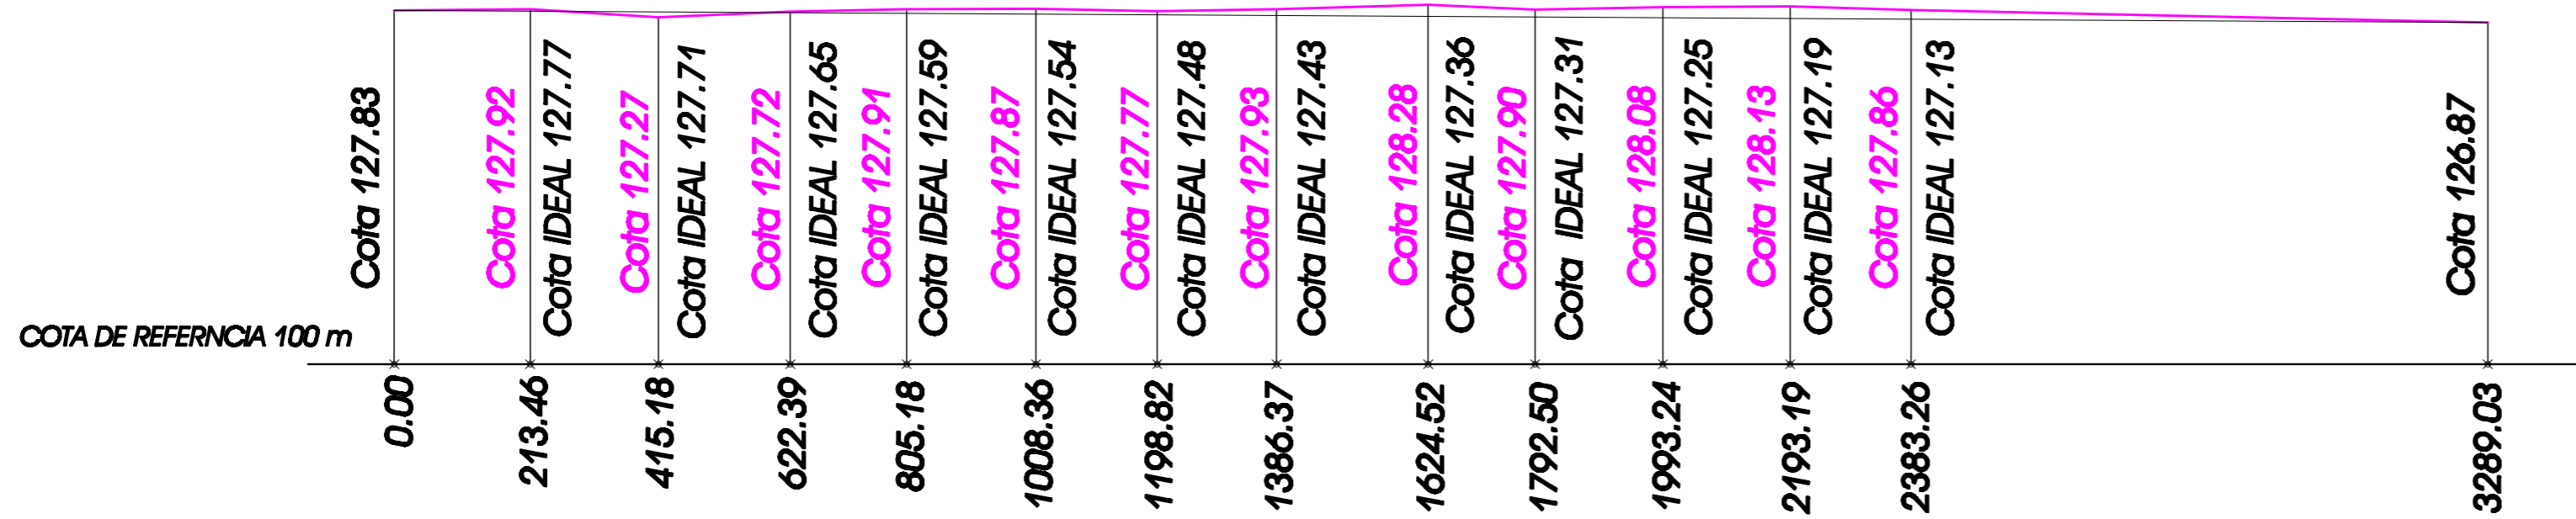 Cota 127.83
Cota 127.92
Cota IDEAL 127.77
Cota 127.27
Cota IDEAL 127.71
Cota 127.72
Cota IDEAL 127.65
Cota 127.91
Cota IDEAL 127.59
Cota 127.87
Cota IDEAL 127.54
Cota 127.77
Cota IDEAL 127.48
Cota 127.93
Cota IDEAL 127.43
Cota 128.28
Cota IDEAL 127.36
Cota 127.90
Cota IDEAL 127.31
Cota 128.08
Cota IDEAL 127.25
Cota 128.13
Cota IDEAL 127.19
Cota 127.86
Cota IDEAL 127.13
Cota 126.87
COTA DE REFERNCIA 100 m
0.00
213.46
415.18
622.39
805.18
1008.36
1198.82
1386.37
1624.52
1792.50
1993.24
2193.19
2383.26
3289.03